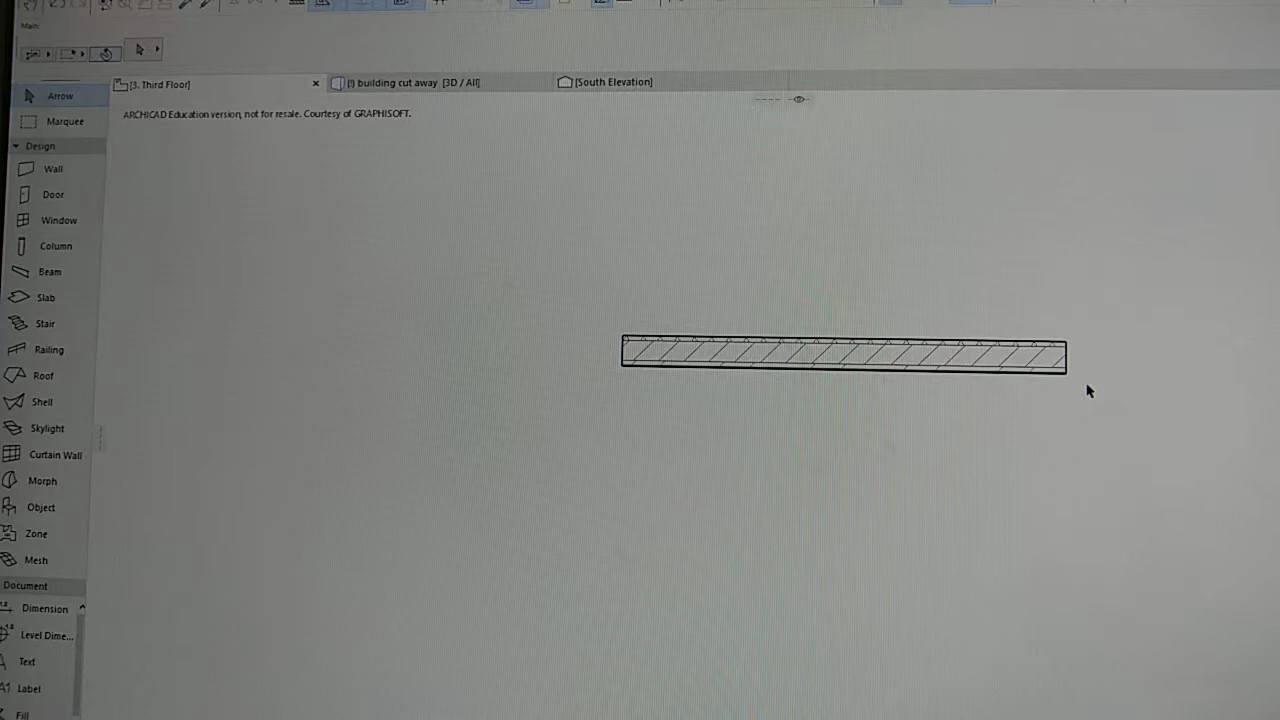 Main:
[3. Third Floor]
(!) building cut away [3D / All]
[South Elevation]
Arrow
ARCHICAD Education version, not for resale. Courtesy of GRAPHISOFT.
Marquee
Design
Wall
Door
Window
Column
Beam
Slab
Stair
Railing
Roof
Shell
Skylight
Curtain Wall
Morph
Object
Zone
Mesh
Document
Dimension
Level Dime...
Text
Label
Fill